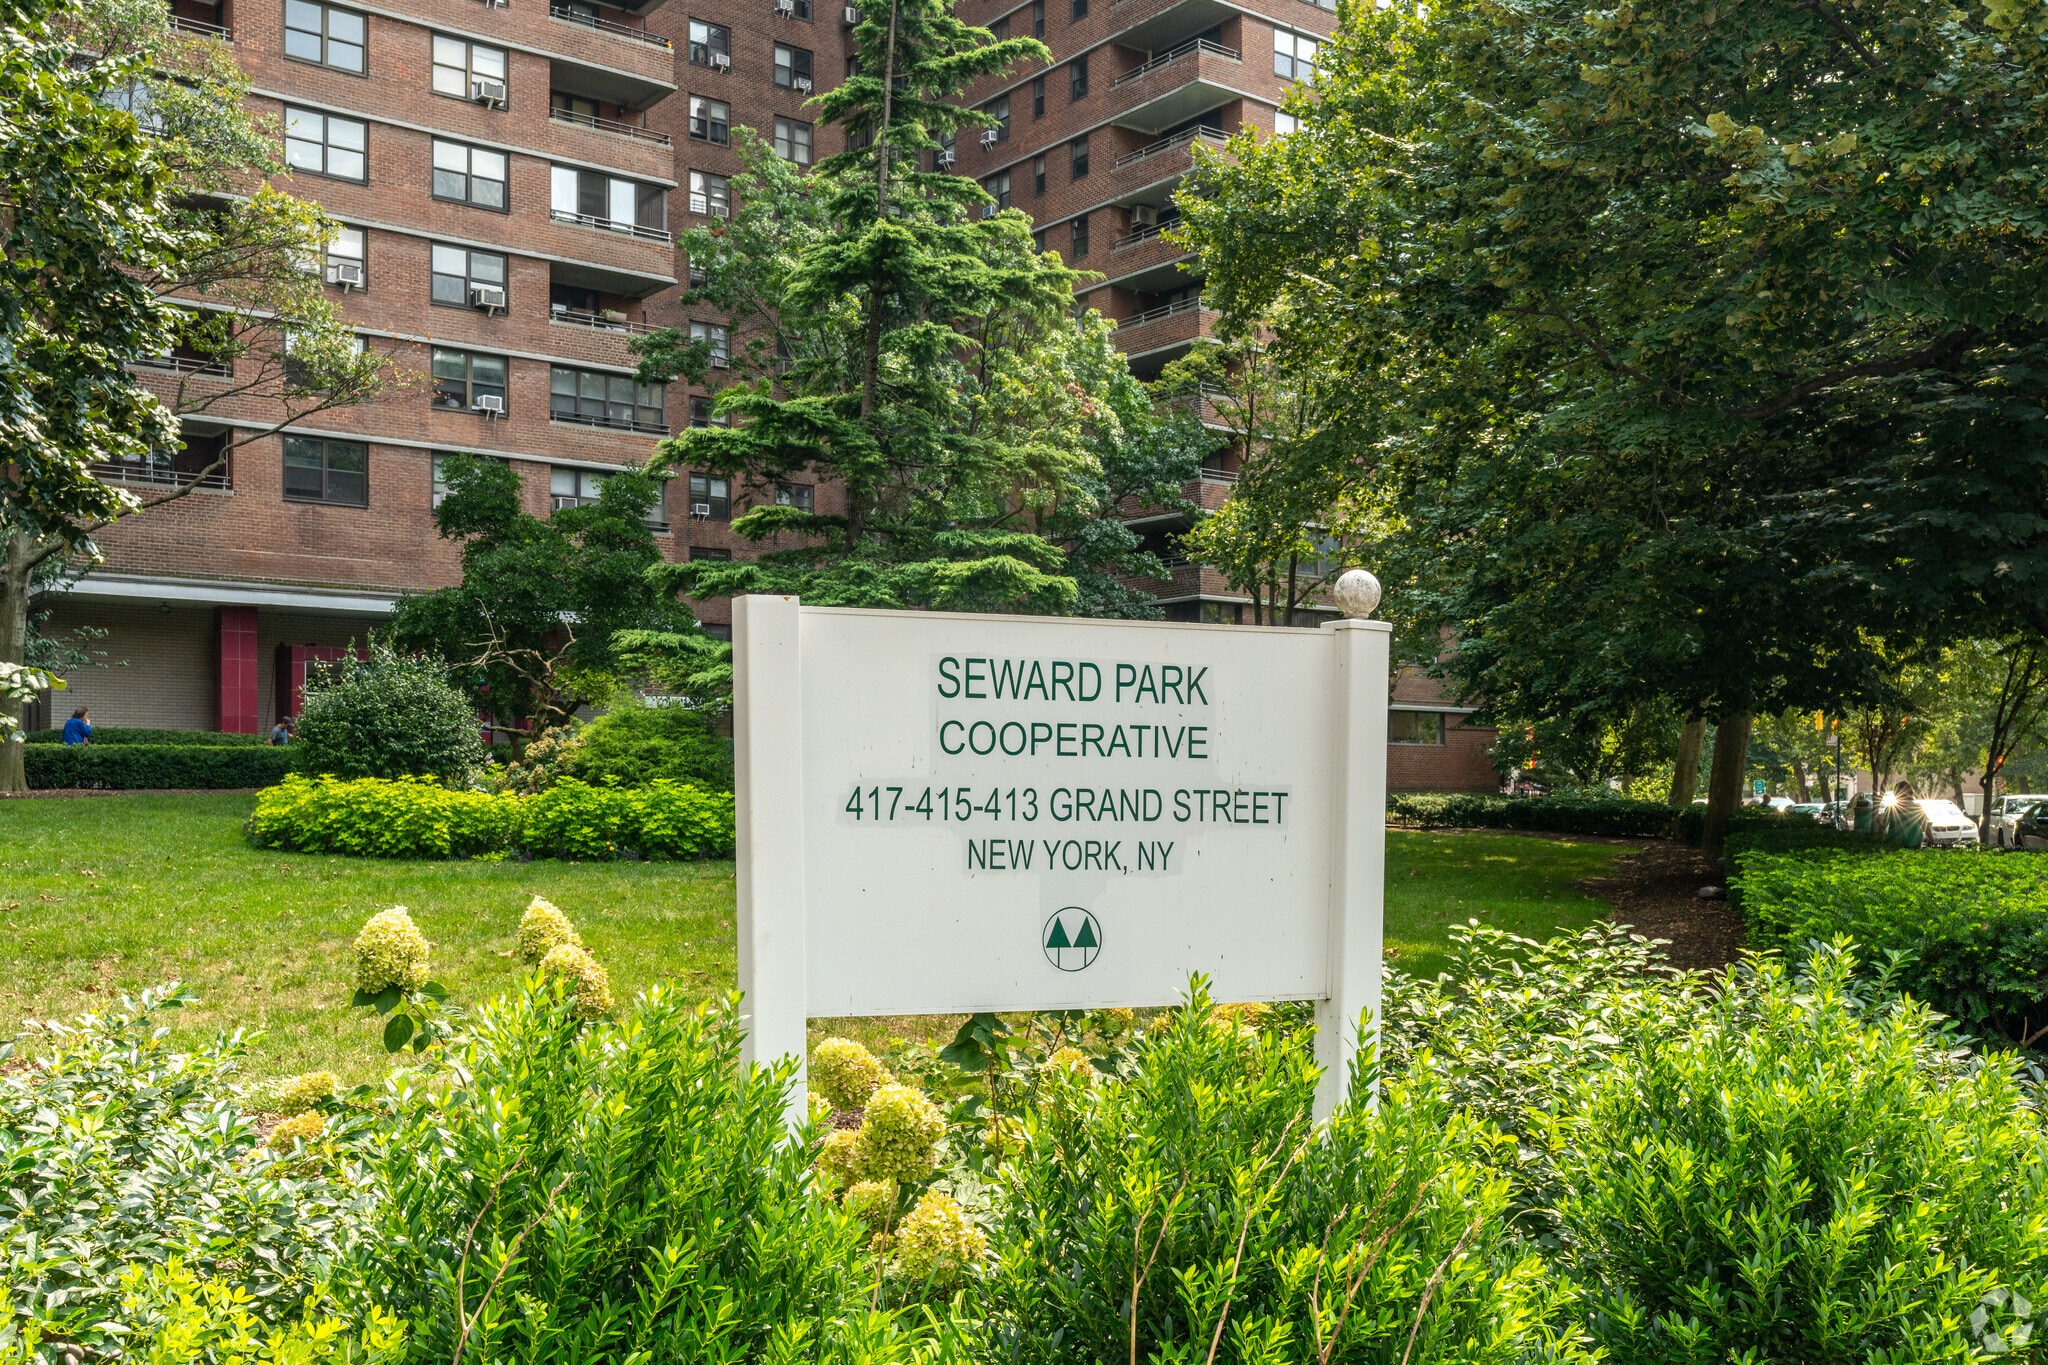 SEWARD PARK
COOPERATIVE
417-415-413 GRAND STREET
NEW YORK, NY